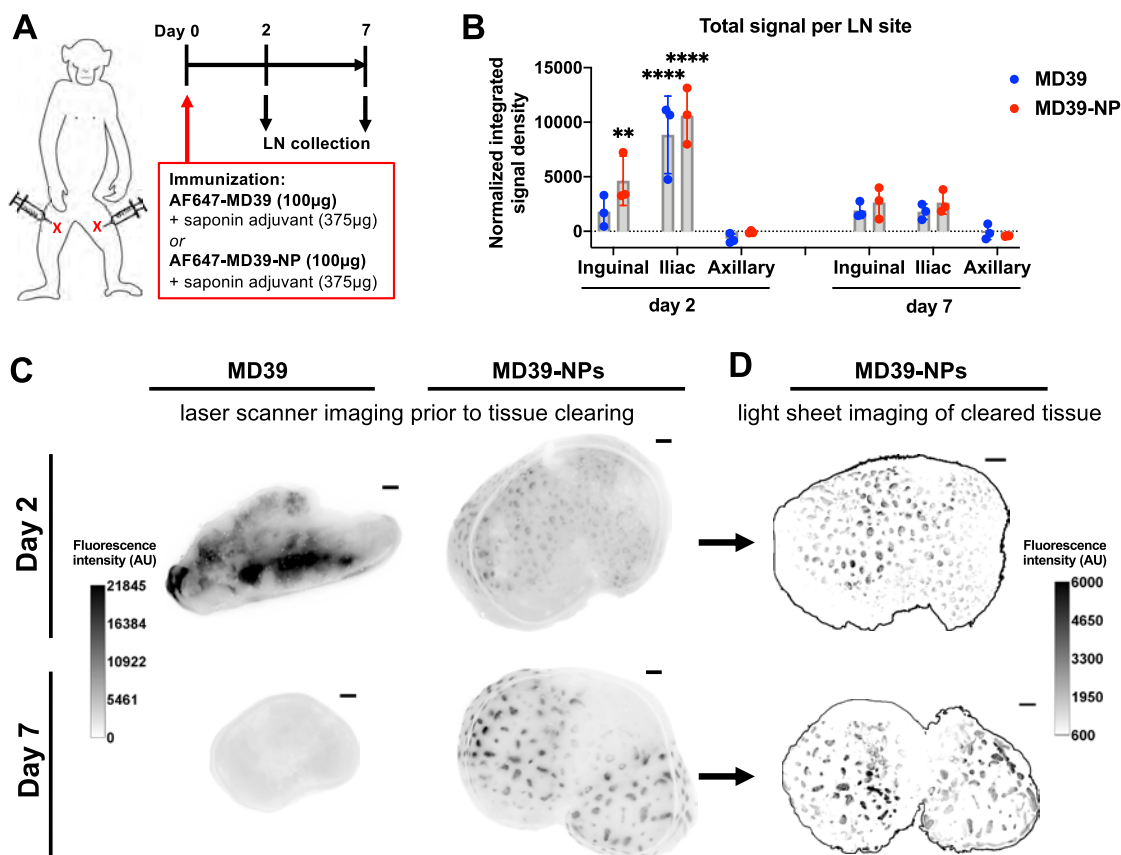 A
Day 0
2
7
LN collection
Immunization:
AF647-MD39 (100µg)
+ saponin adjuvant (375µg)
or
AF647-MD39-NP (100µg)
+ saponin adjuvant (375µg)
X
X
B
Total signal per LN site
Normalized integrated
signal density
15000
10000
5000
0
**
****
****
MD39
MD39-NP
Inguinal
Iliac
Axillary
Inguinal
Iliac
Axillary
day 2
day 7
C
MD39
MD39-NPs
laser scanner imaging prior to tissue clearing
D
MD39-NPs
light sheet imaging of cleared tissue
Day 2
Day 7
Fluorescence
intensity (AU)
21845
16384
10922
5461
0
Fluorescence
intensity (AU)
6000
4650
3300
1950
600